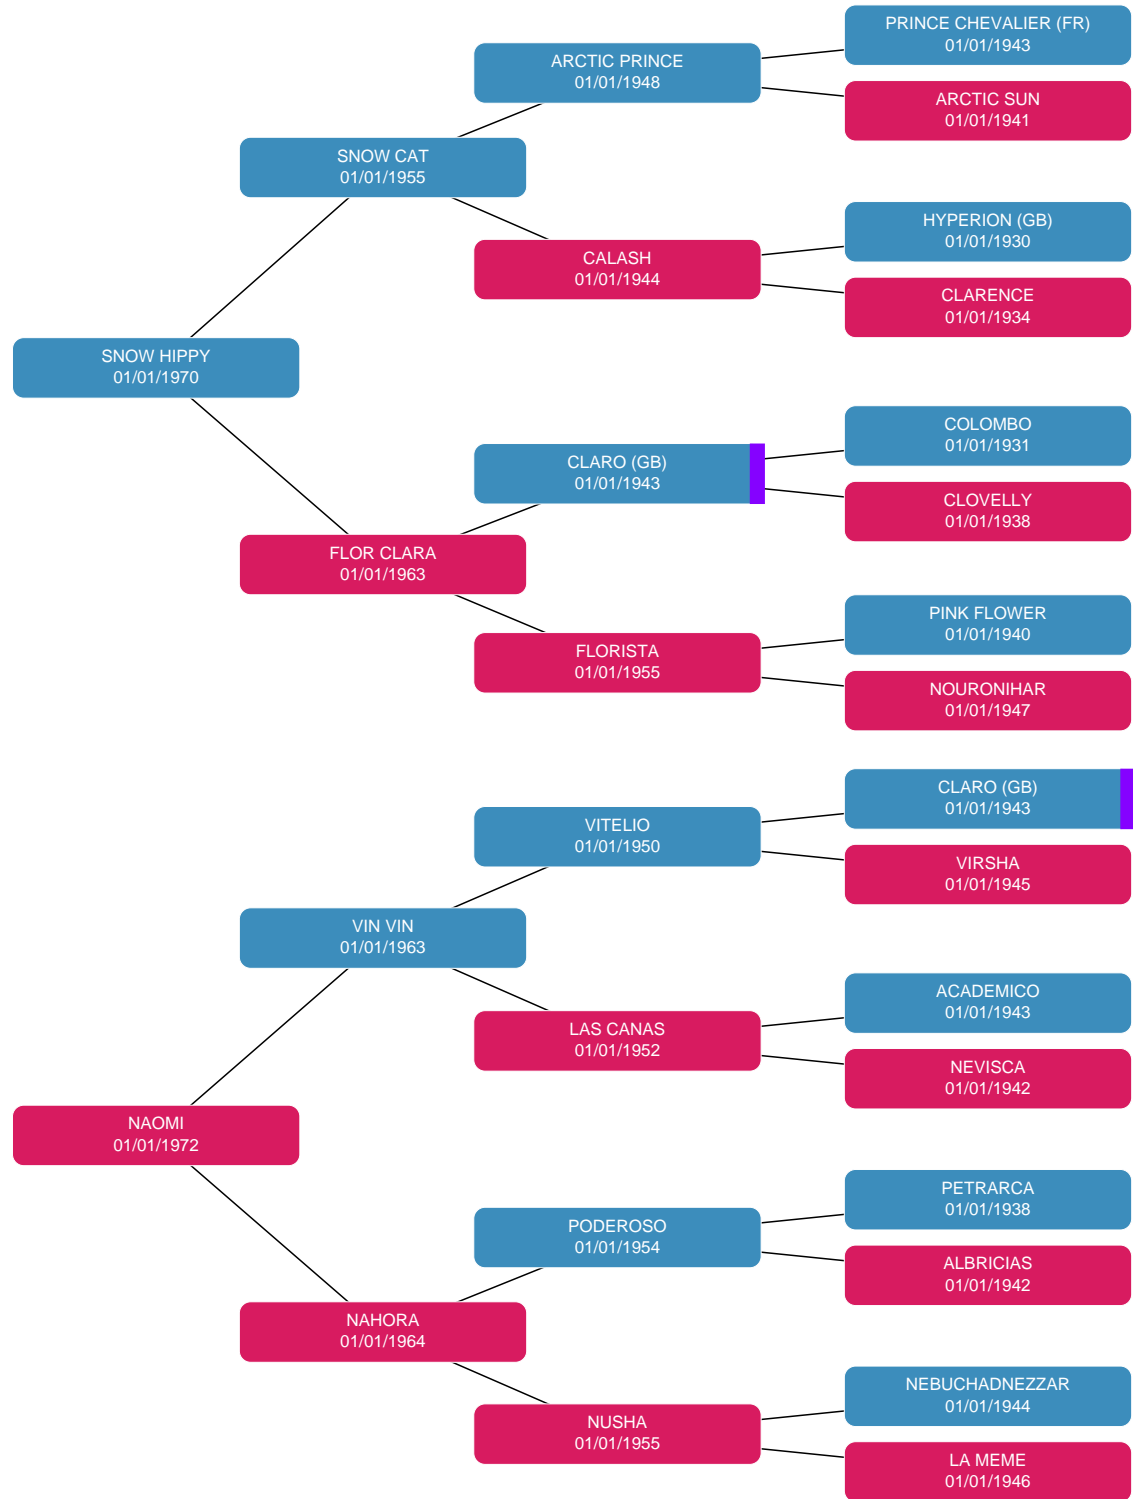 PRINCE CHEVALIER (FR)
01/01/1943
ARCTIC PRINCE
01/01/1948
ARCTIC SUN
01/01/1941
SNOW CAT
01/01/1955
HYPERION (GB)
01/01/1930
CALASH
01/01/1944
CLARENCE
01/01/1934
SNOW HIPPY
01/01/1970
COLOMBO
01/01/1931
CLARO (GB)
01/01/1943
CLOVELLY
01/01/1938
FLOR CLARA
01/01/1963
PINK FLOWER
01/01/1940
FLORISTA
01/01/1955
NOURONIHAR
01/01/1947
CLARO (GB)
01/01/1943
VITELIO
01/01/1950
VIRSHA
01/01/1945
VIN VIN
01/01/1963
ACADEMICO
01/01/1943
LAS CANAS
01/01/1952
NEVISCA
01/01/1942
NAOMI
01/01/1972
PETRARCA
01/01/1938
PODEROSO
01/01/1954
ALBRICIAS
01/01/1942
NAHORA
01/01/1964
NEBUCHADNEZZAR
01/01/1944
NUSHA
01/01/1955
LA MEME
01/01/1946